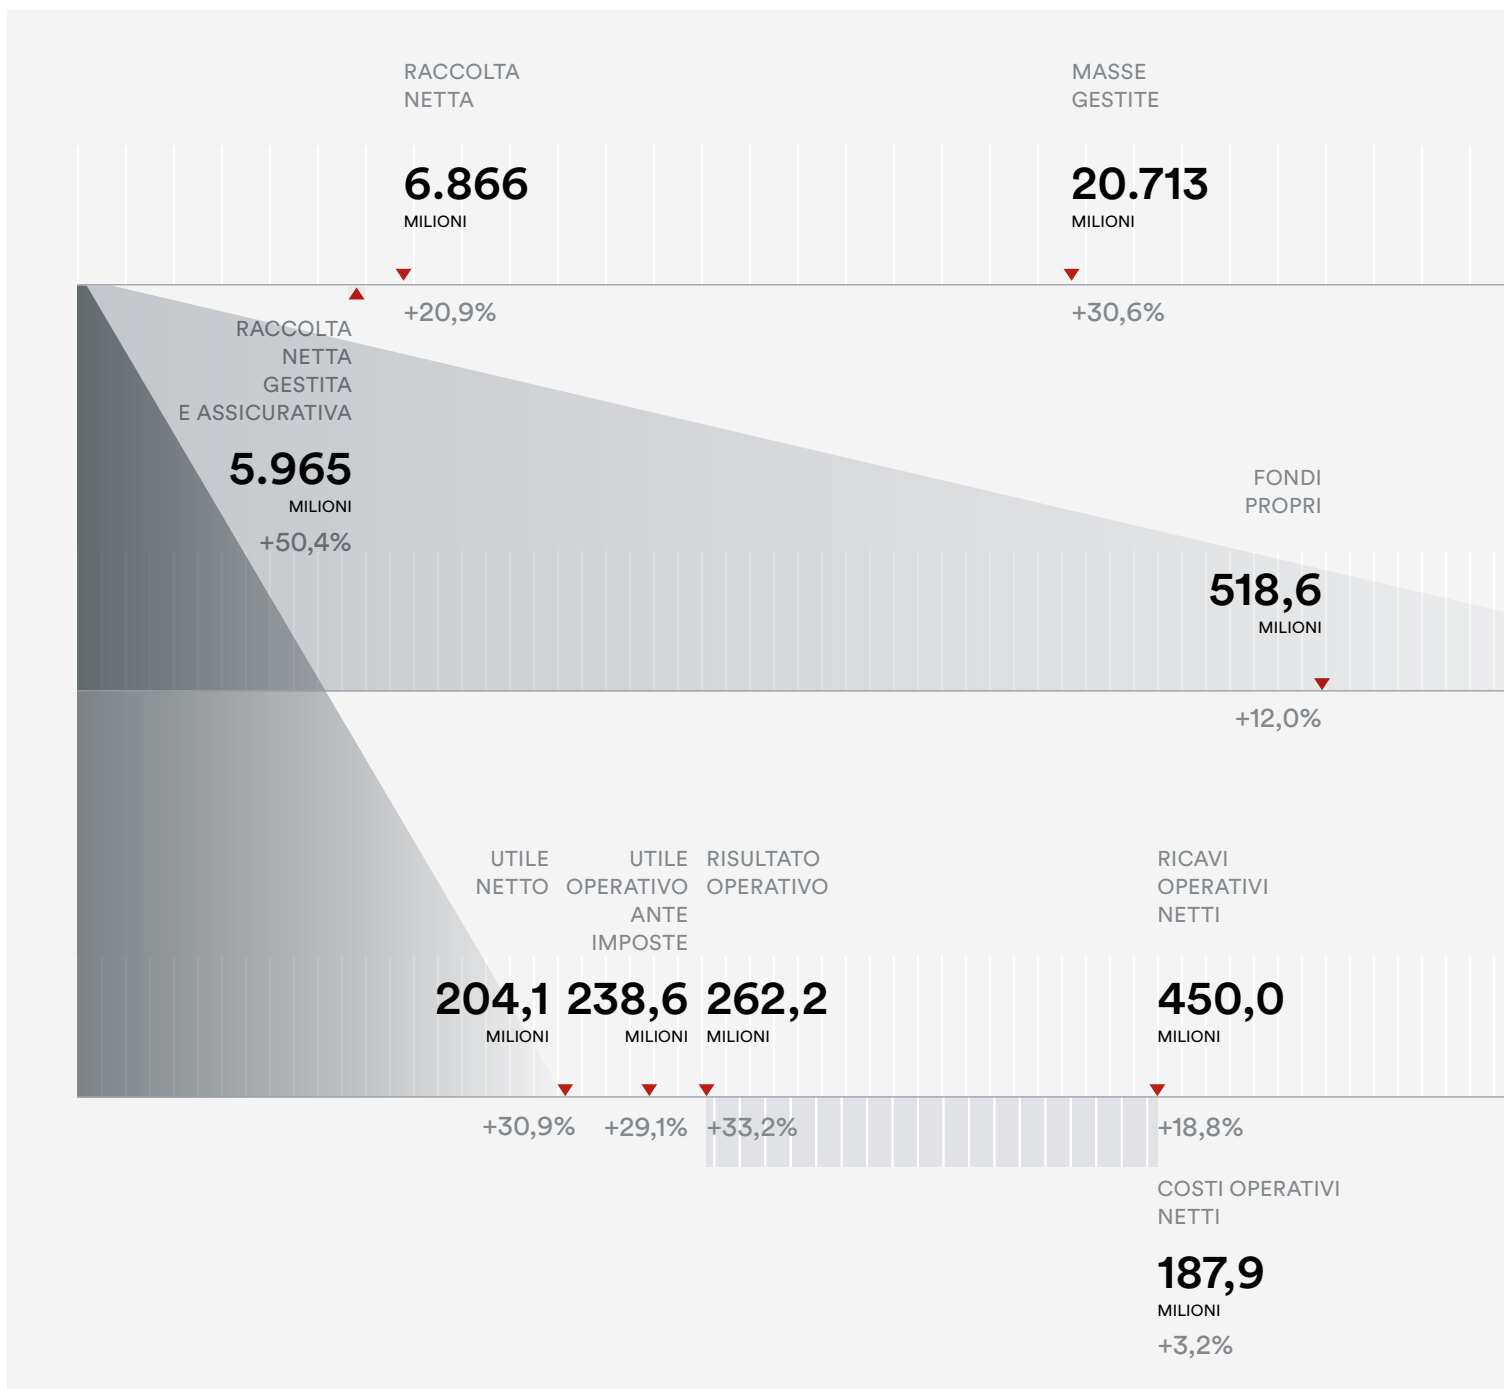 RACCOLTA
NETTA
6.866
MILIONI
+20,9%
MASSE
GESTITE
20.713
MILIONI
+30,6%
RACCOLTA
NETTA
GESTITA
E ASSICURATIVA
5.965
MILIONI
+50,4%
FONDI
PROPRI
518,6
MILIONI
+12,0%
UTILE
NETTO
204,1
MILIONI
+30,9%
UTILE
OPERATIVO
ANTE
IMPOSTE
238,6
MILIONI
+29,1%
RISULTATO
OPERATIVO
262,2
MILIONI
+33,2%
RICAVI
OPERATIVI
NETTI
450,0
MILIONI
+18,8%
COSTI OPERATIVI
NETTI
187,9
MILIONI
+3,2%